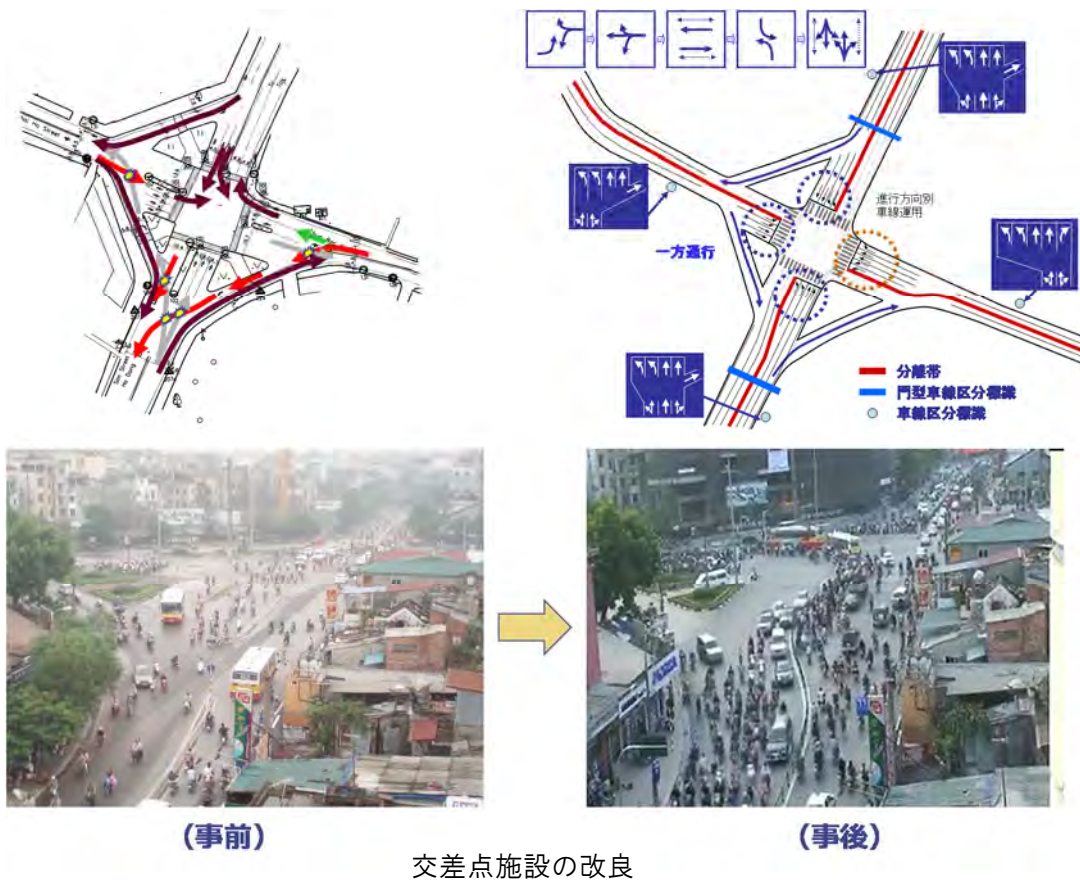 進行方向別
車線運用
一方通行
分離帯
門型車線区分標識
車線区分標識
(事前)
(事後)
交差点施設の改良